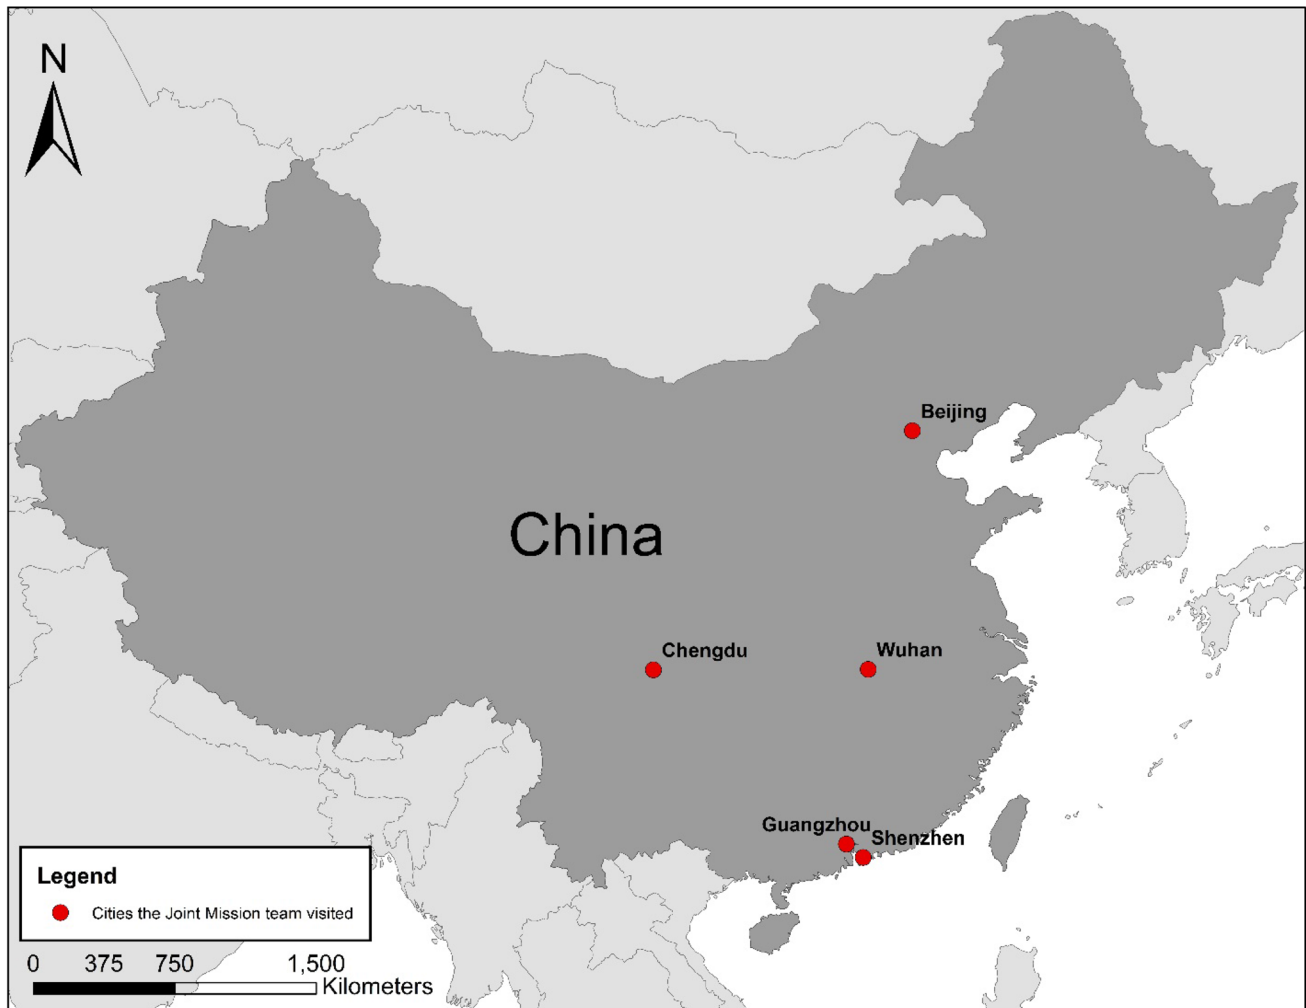 N
Beijing
China
Chengdu
Wuhan
Guangzhou
Shenzhen
Legend
Cities the Joint Mission team visited
0 375 750 1,500
Kilometers